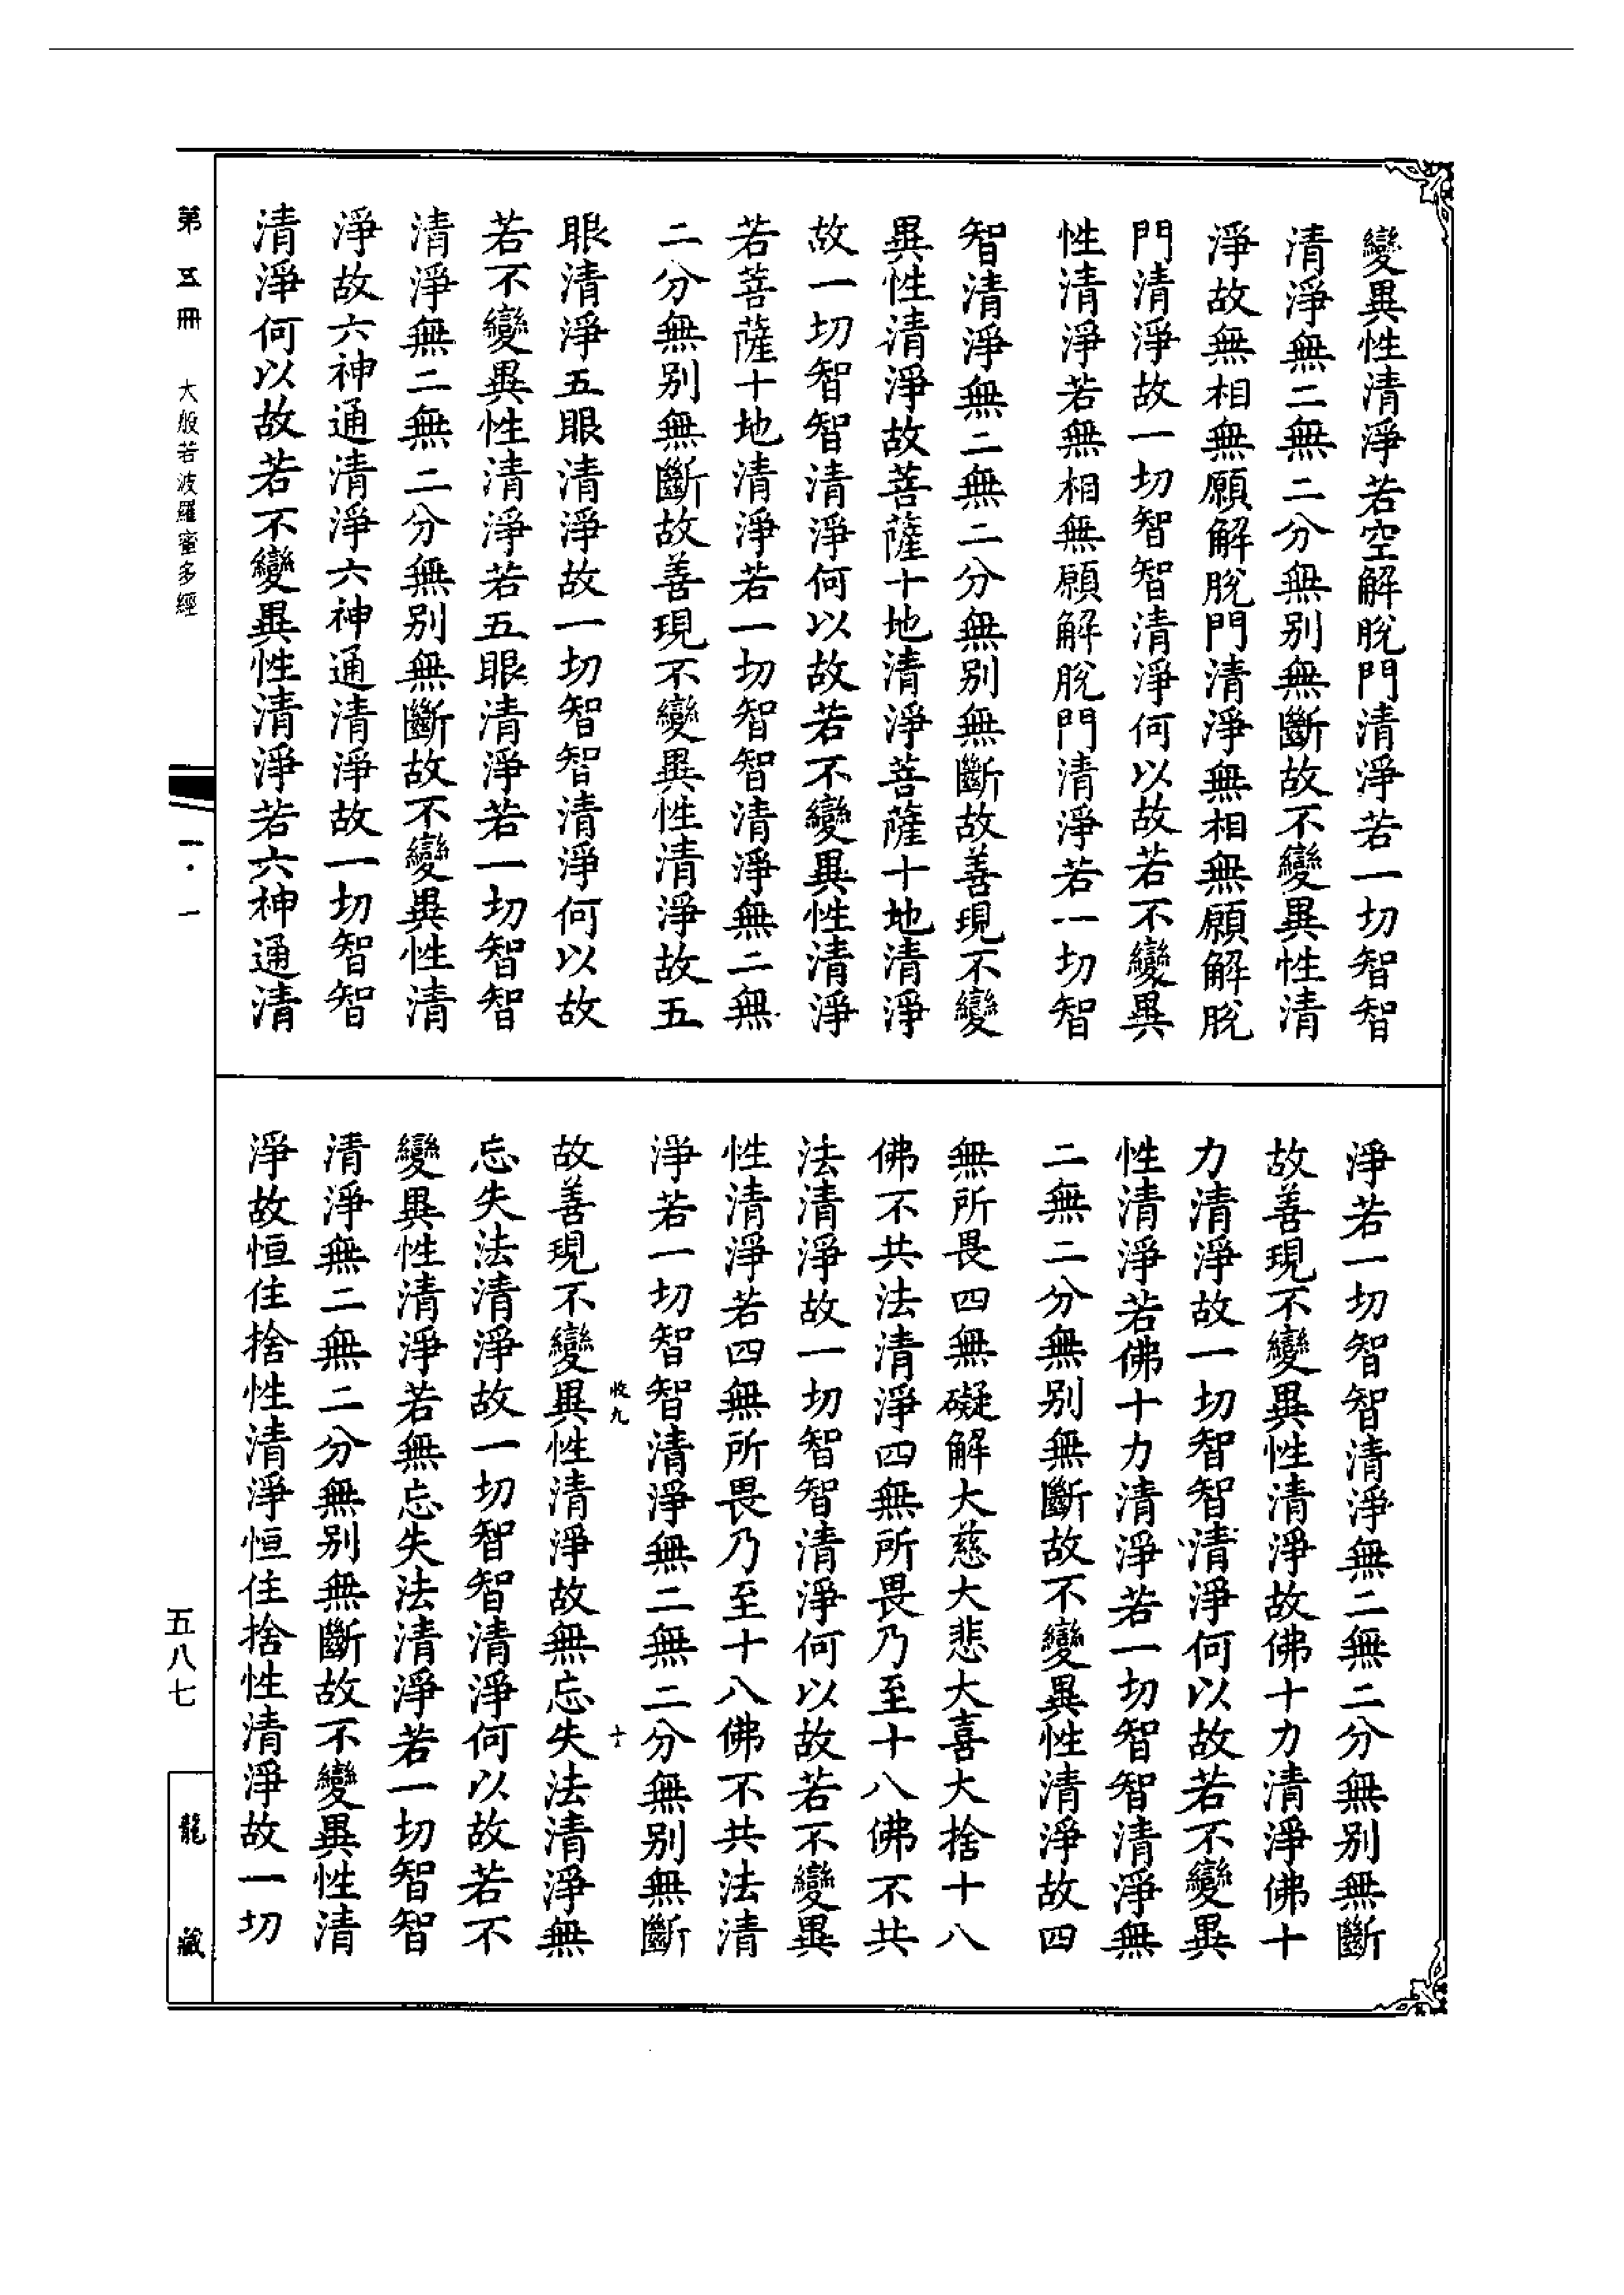 變異性清淨若空解脫門清淨若一切智智
清淨無二無二分無別無斷故不變異性清
淨故無相無願解脫門清淨無相無願解脫
門清淨故一切智智清淨何以故若不變異
性清淨若無相無願解脫門清淨若一切智
智清淨無二無二分無別無斷故善現不變
異性清淨故菩薩十地清淨菩薩十地清淨
故一切智智清淨何以故若不變異性清淨
若菩薩十地清淨若一切智智清淨無二無
二分無別無斷故善現不變異性清淨故五
眼清淨五眼清淨故一切智智清淨何以故
若不變異性清淨若五眼清淨若一切智智
清淨無二無二分無別無斷故不變異性清
淨故六神通清淨六神通清淨故一切智智
清淨何以故若不變異性清淨若六神通清
淨若一切智智清淨無二無二分無別無斷
故善現不變異性清淨故佛十力清淨佛十
力清淨故一切智智清淨何以故若不變異
性清淨若佛十力清淨若一切智智清淨無
二無二分無別無斷故不變異性清淨故四
無所畏四無礙解大慈大悲大喜大捨十八
佛不共法清淨四無所畏乃至十八佛不共
法清淨故一切智智清淨何以故若不變異
性清淨若四無所畏乃至十八佛不共法清
淨若一切智智清淨無二無二分無別無斷
故善現不變異性清淨故無忘失法清淨無
忘失法清淨故一切智智清淨何以故若不
變異性清淨若無忘失法清淨若一切智智
清淨無二無二分無別無斷故不變異性清
淨故恒住捨性清淨恒住捨性清淨故一切
第五冊 大般若波羅蜜多經
一·一
五八七
龍藏